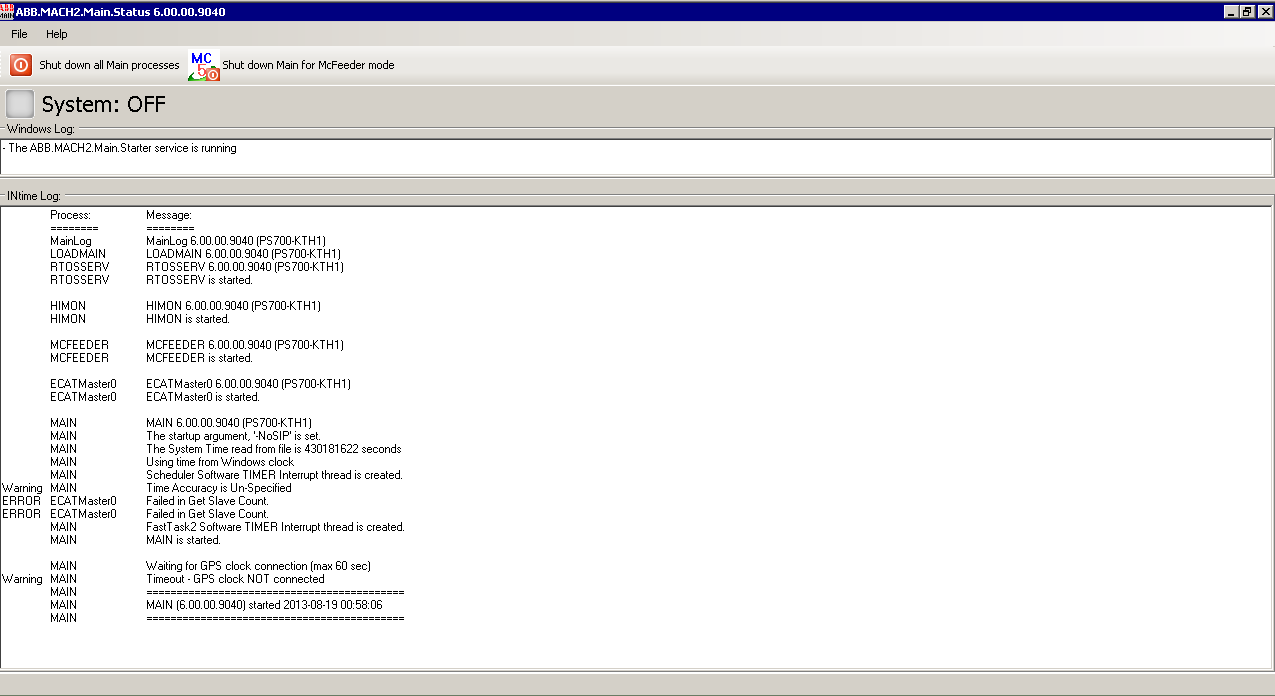 ABB
MAIN
ABB.MACH2.Main.Status 6.00.00.9040
File Help
Shut down all Main processes MC 5 Shut down Main for McFeeder mode
System: OFF
Windows Log:
- The ABB.MACH2.Main.Starter service is running
INtime Log:
Process: Message:
======== ========
MainLog MainLog 6.00.00.9040 (PS700-KTH1)
LOADMAIN LOADMAIN 6.00.00.9040 (PS700-KTH1)
RTOSSERV RTOSSERV 6.00.00.9040 (PS700-KTH1)
RTOSSERV RTOSSERV is started.
HIMON HIMON 6.00.00.9040 (PS700-KTH1)
HIMON HIMON is started.
MCFEEDER MCFEEDER 6.00.00.9040 (PS700-KTH1)
MCFEEDER MCFEEDER is started.
ECATMaster0 ECATMaster0 6.00.00.9040 (PS700-KTH1)
ECATMaster0 ECATMaster0 is started.
MAIN MAIN 6.00.00.9040 (PS700-KTH1)
MAIN The startup argument, '-NoSIP' is set.
MAIN The System Time read from file is 430181622 seconds
MAIN Using time from Windows clock
MAIN Scheduler Software TIMER Interrupt thread is created.
Warning MAIN Time Accuracy is Un-Specified
ERROR ECATMaster0 Failed in Get Slave Count.
ERROR ECATMaster0 Failed in Get Slave Count.
MAIN FastTask2 Software TIMER Interrupt thread is created.
MAIN MAIN is started.
MAIN Waiting for GPS clock connection (max 60 sec)
Warning MAIN Timeout - GPS clock NOT connected
MAIN ===========================================
MAIN MAIN (6.00.00.9040) started 2013-08-19 00:58:06
MAIN ===========================================